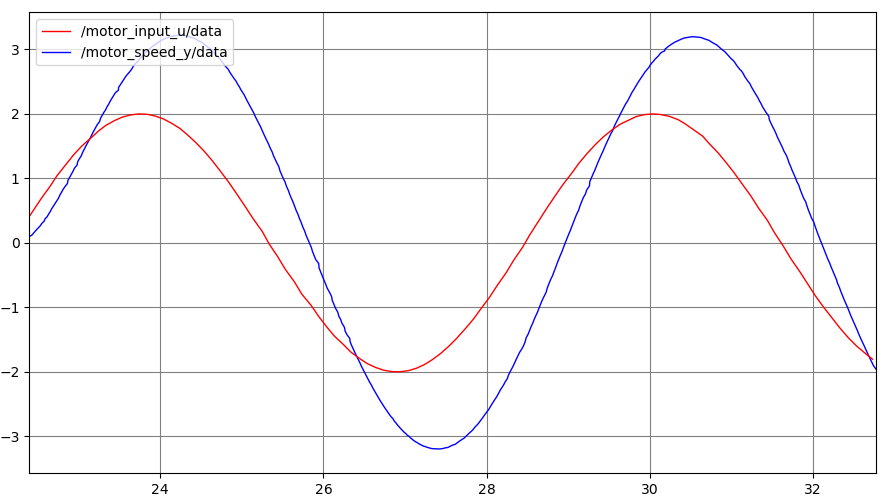 /motor_input_u/data
/motor_speed_y/data
3
2
1
0
−1
−2
−3
24 26 28 30 32